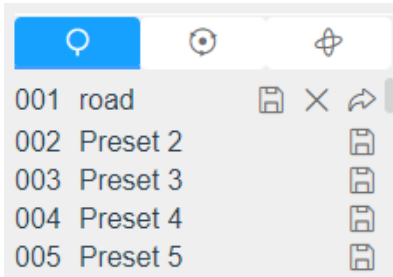 001 road
002 Preset 2
003 Preset 3
004 Preset 4
005 Preset 5